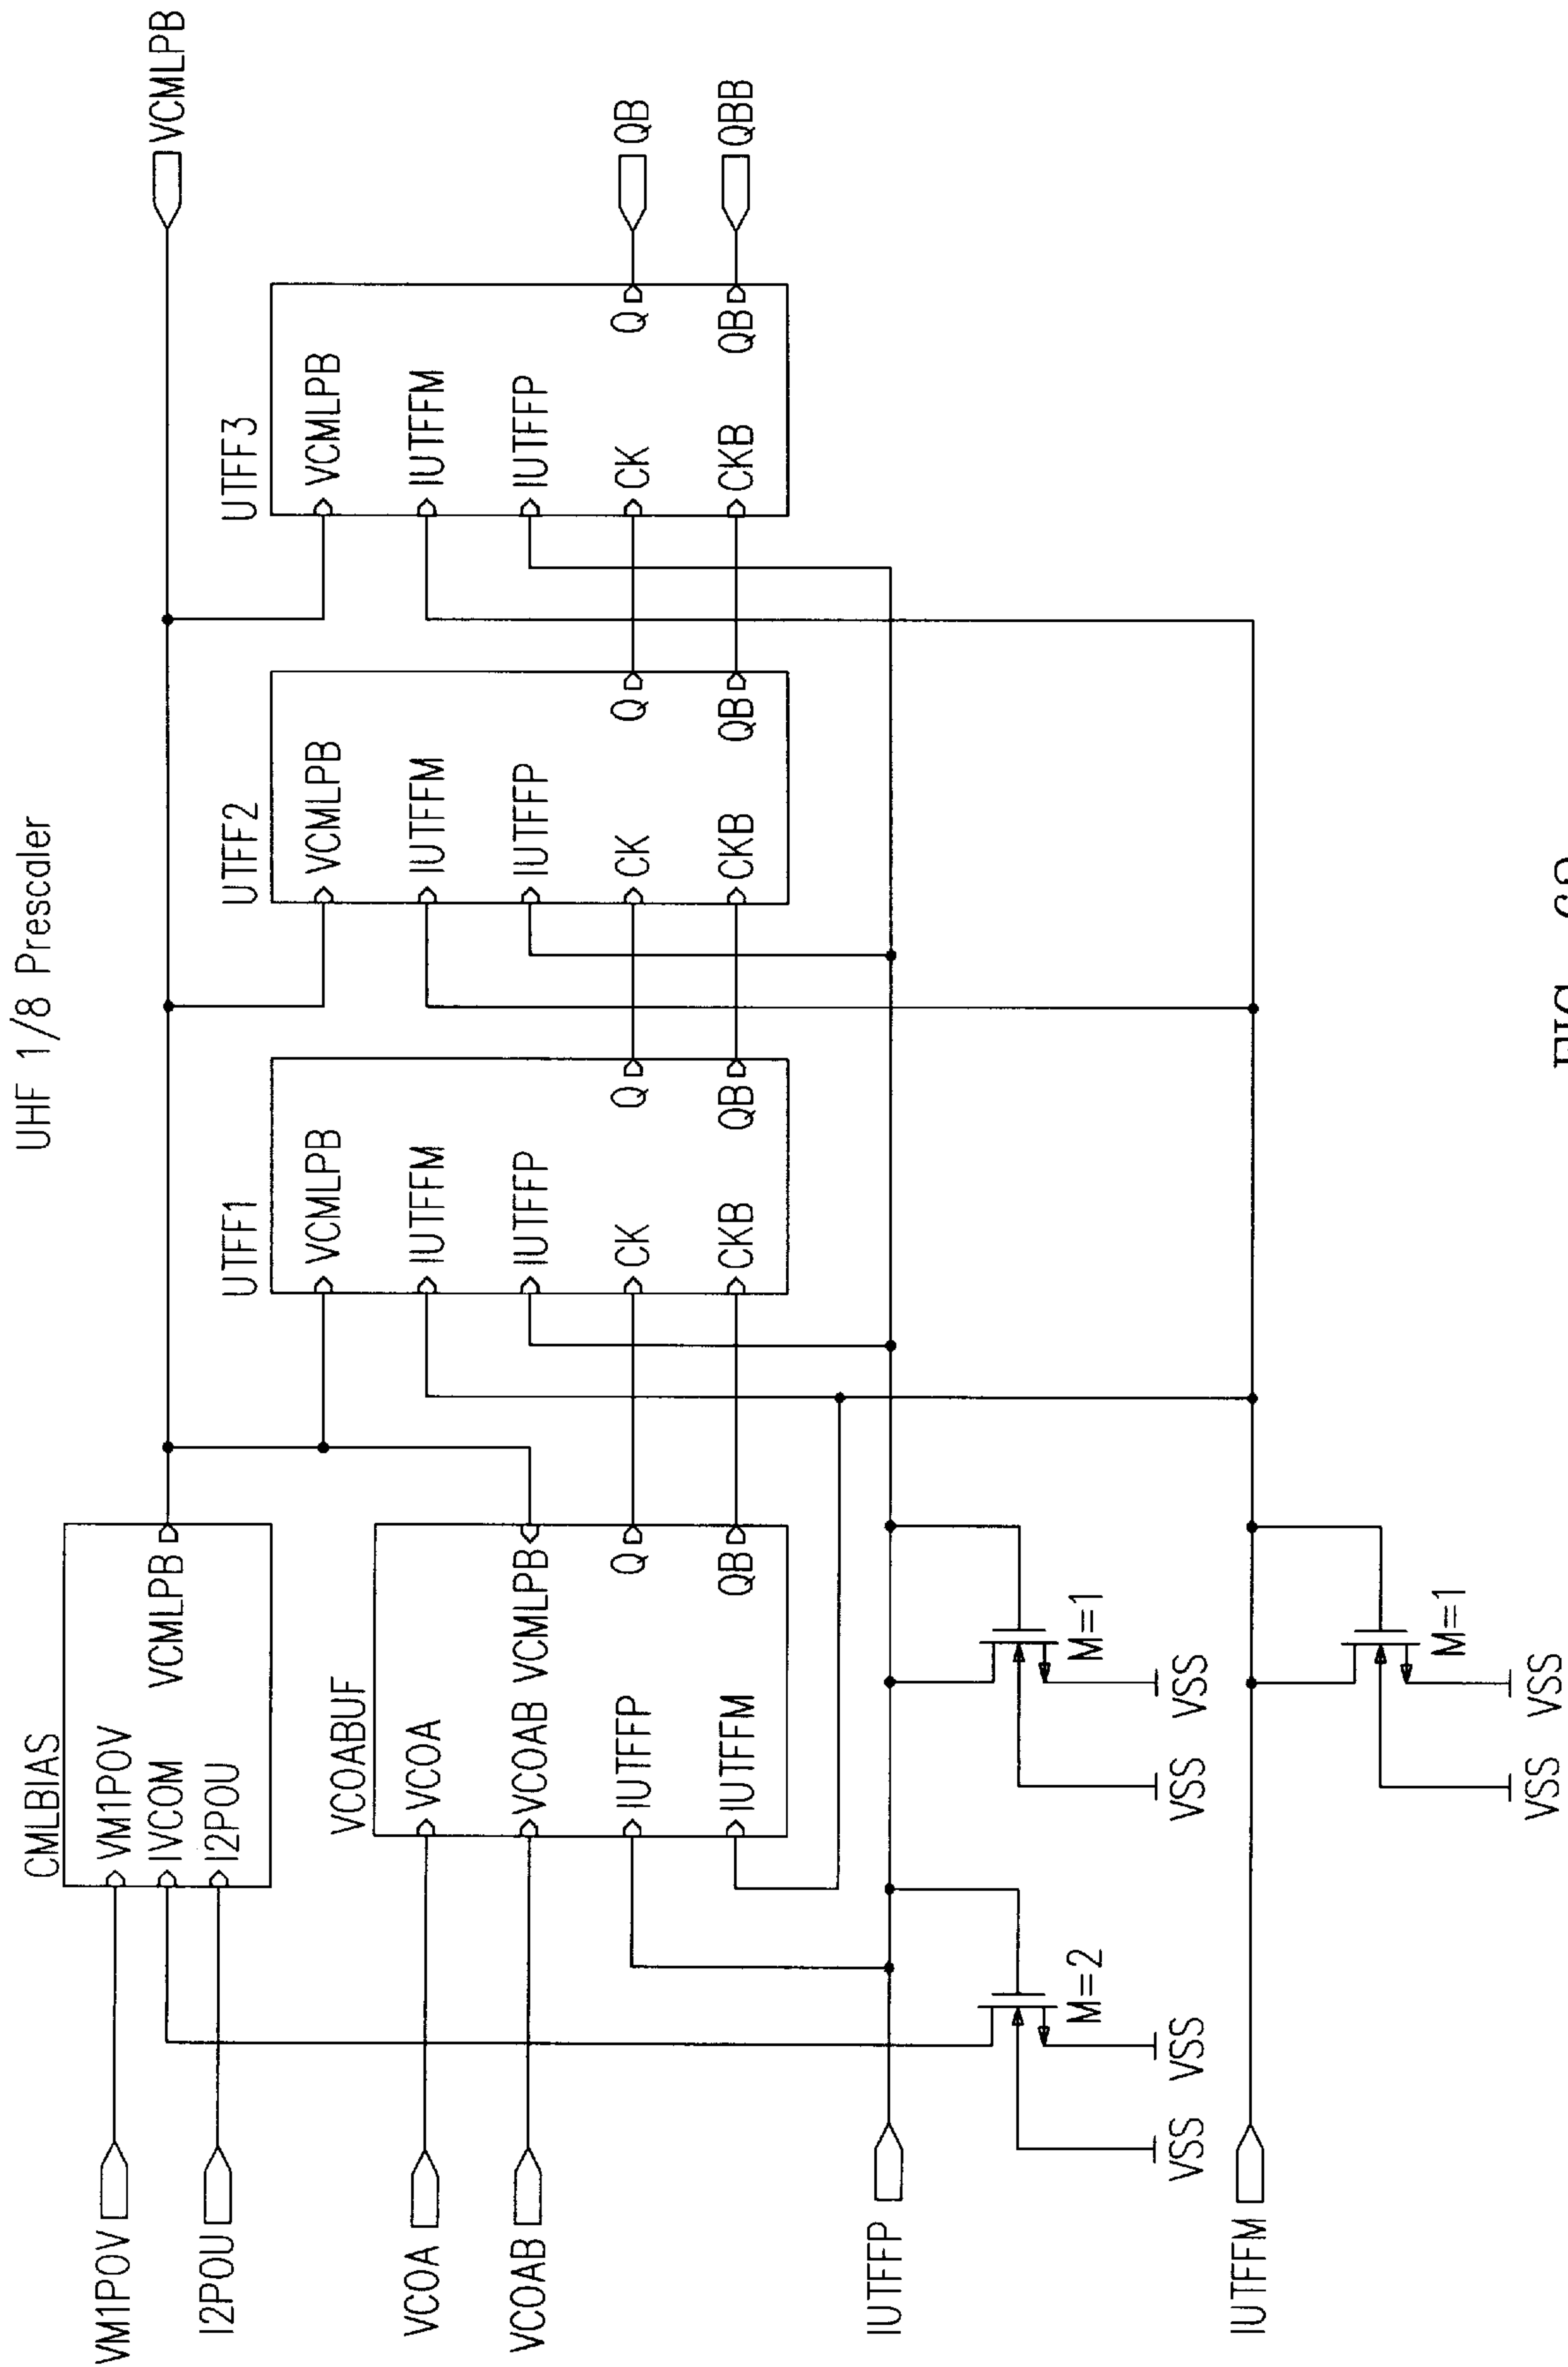 UHF 1/8 Prescaler
CMLBIAS
VM1POV
IVCOM
I2POU
VCMLPB
VCMLPB
VM1POV
I2POU
VCOABUF
VCOA
VCOAB VCMLPB
IUTFFP
IUTFFM
Q
QB
VCOA
VCOAB
UTFF1
VCMLPB
IUTFFM
IUTFFP
CK
CKB
Q
QB
UTFF2
VCMLPB
IUTFFM
IUTFFP
CK
CKB
Q
QB
UTFF3
VCMLPB
IUTFFM
IUTFFP
CK
CKB
Q
QB
QB
QBB
IUTFFP
M=2
VSS
VSS
M=1
VSS
VSS
IUTFFM
M=1
VSS
VSS